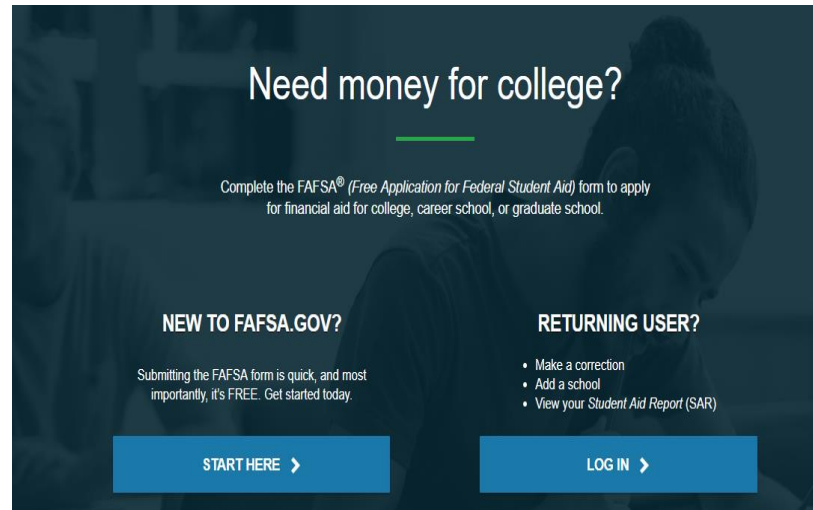 Need money for college?
Complete the FAFSA® (Free Application for Federal Student Aid) form to apply
for financial aid for college, career school, or graduate school.
NEW TO FAFSA.GOV?
Submitting the FAFSA form is quick, and most
importantly, it's FREE. Get started today.
START HERE
RETURNING USER?
• Make a correction
• Add a school
• View your Student Aid Report (SAR)
LOG IN